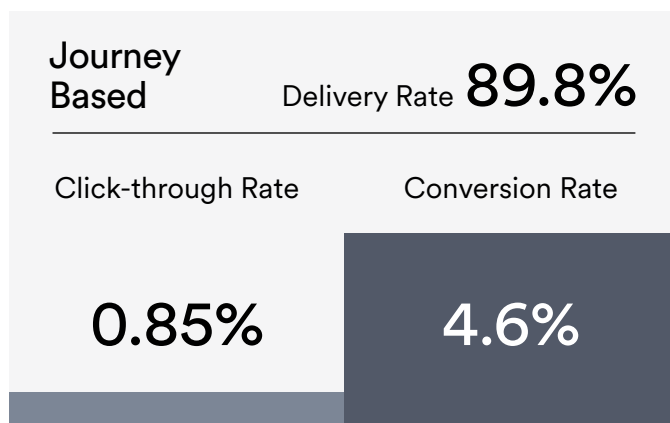 Journey
Based
Delivery Rate 89.8%
Click-through Rate
Conversion Rate
0.85%
4.6%